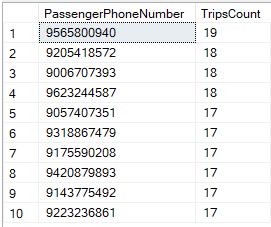 PassengerPhoneNumber TripsCount
1 9565800940 19
2 9205418572 18
3 9006707393 18
4 9623244587 18
5 9057407351 17
6 9318867479 17
7 9175590208 17
8 9420879893 17
9 9143775492 17
10 9223236861 17